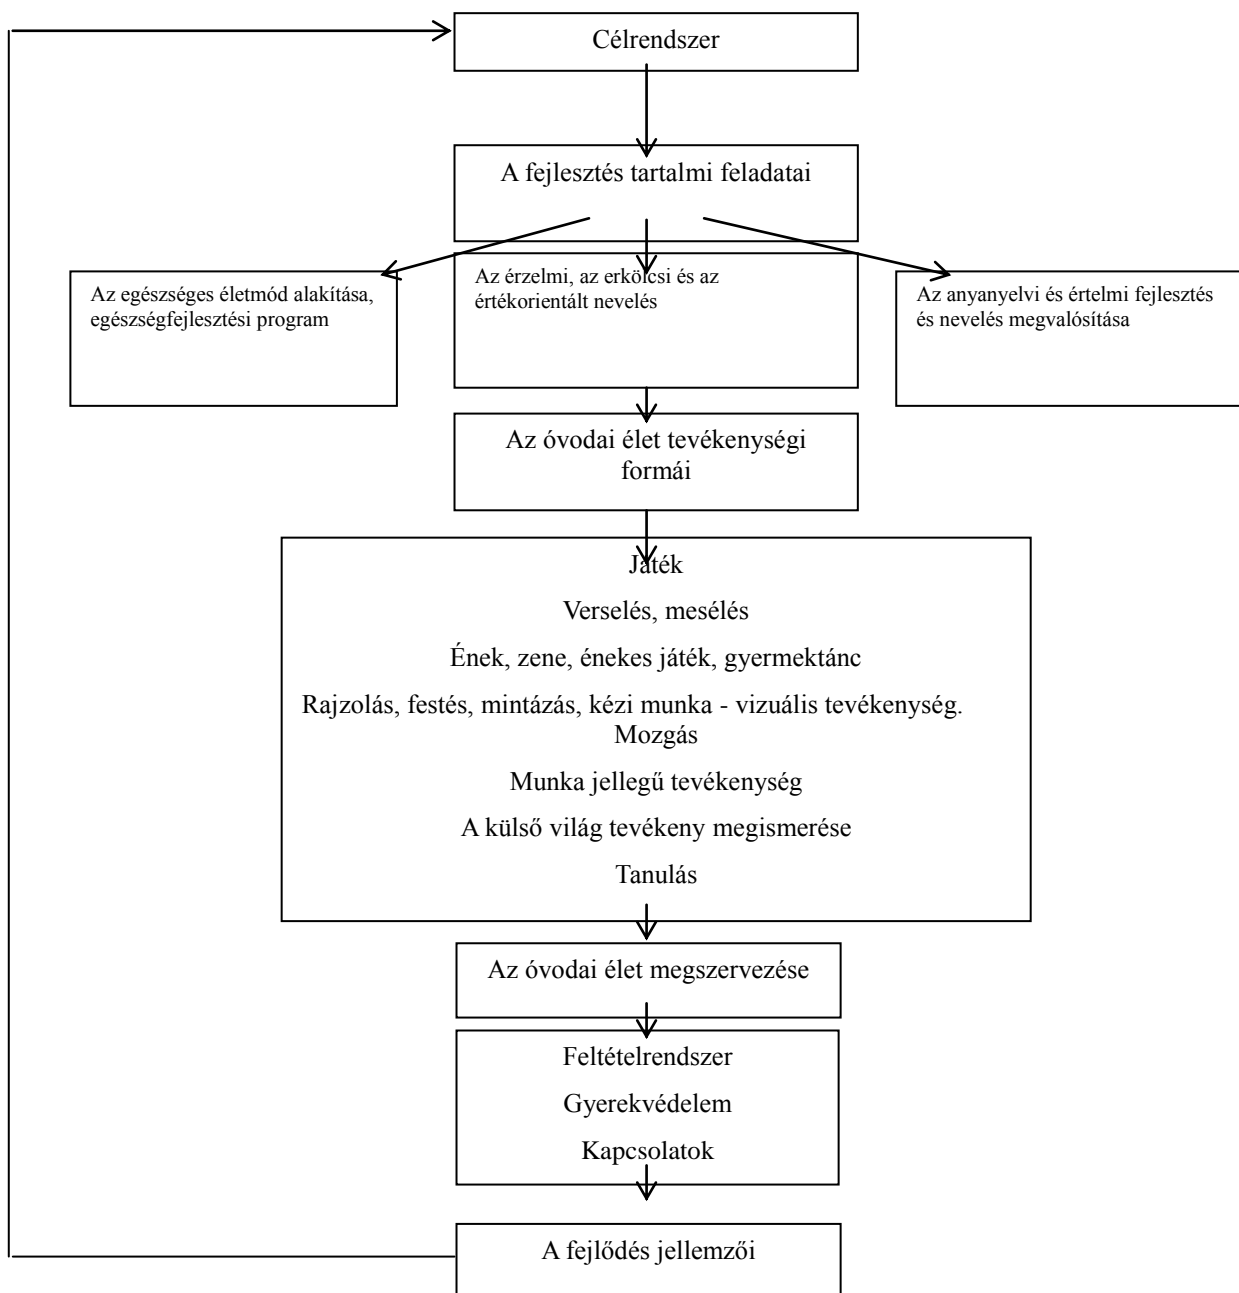 Célrendszer
A fejlesztés tartalmi feladatai
Az egészséges életmód alakítása,
egészségfejlesztési program
Az érzelmi, az erkölcsi és az
értékorientált nevelés
Az anyanyelvi és értelmi fejlesztés
és nevelés megvalósítása
Az óvodai élet tevékenységi
formái
Játék
Verselés, mesélés
Ének, zene, énekes játék, gyermektánc
Rajzolás, festés, mintázás, kézi munka - vizuális tevékenység.
Mozgás
Munka jellegű tevékenység
A külső világ tevékeny megismerése
Tanulás
Az óvodai élet megszervezése
Feltételrendszer
Gyerekvédelem
Kapcsolatok
A fejlődés jellemzői